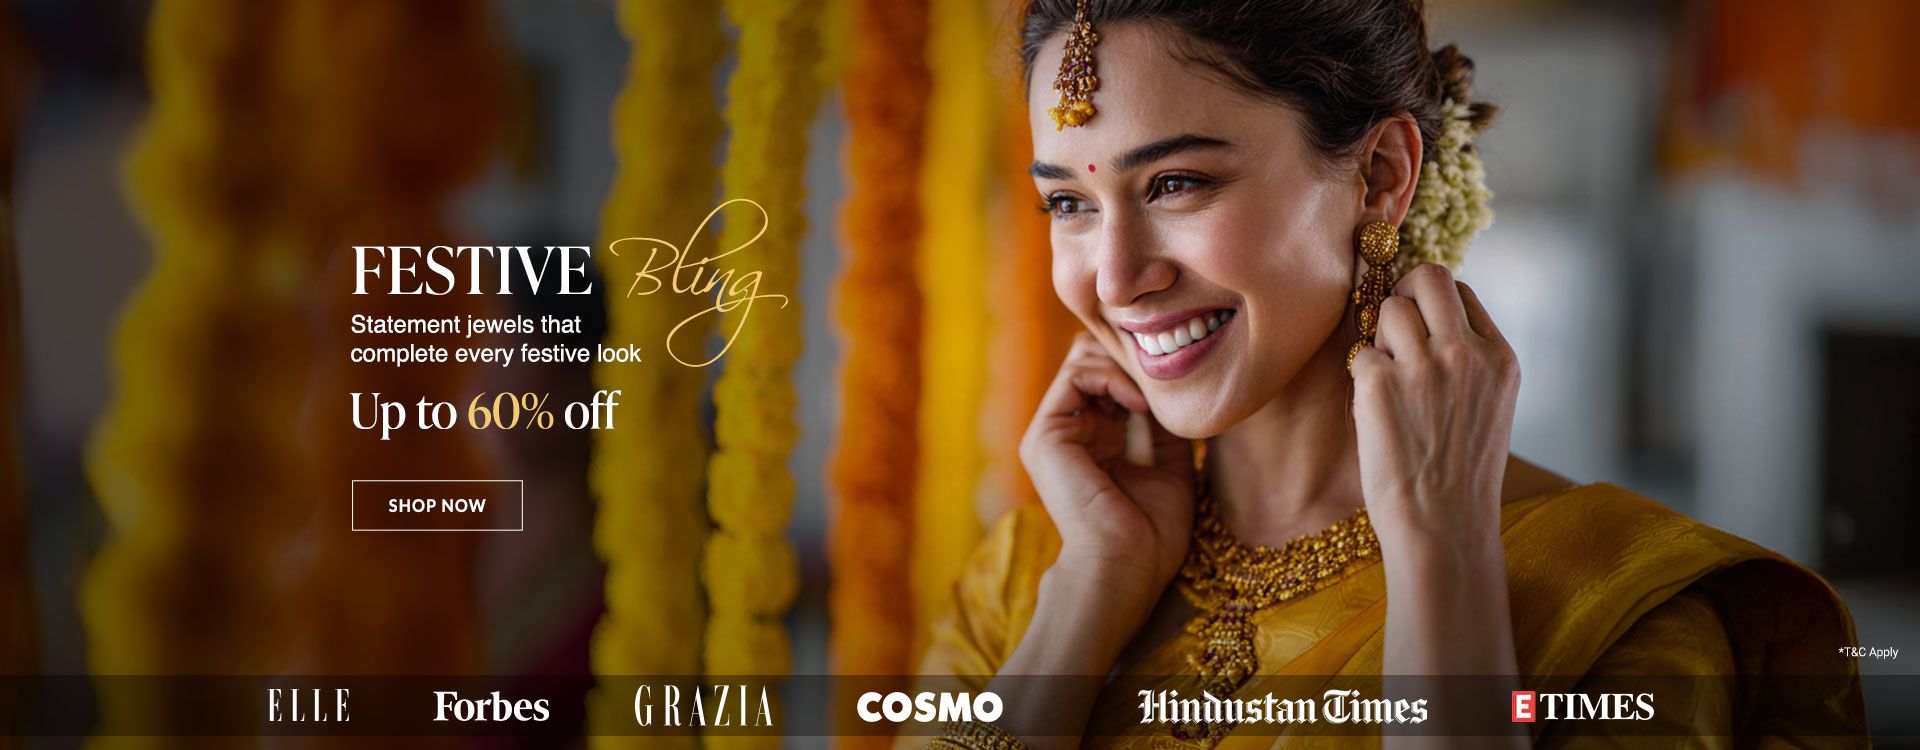 FESTIVE Bling
Statement jewels that
complete every festive look
Up to 60% off
SHOP NOW
*T&C Apply
ELLE Forbes GRAZIA COSMO Hindustan Times E TIMES